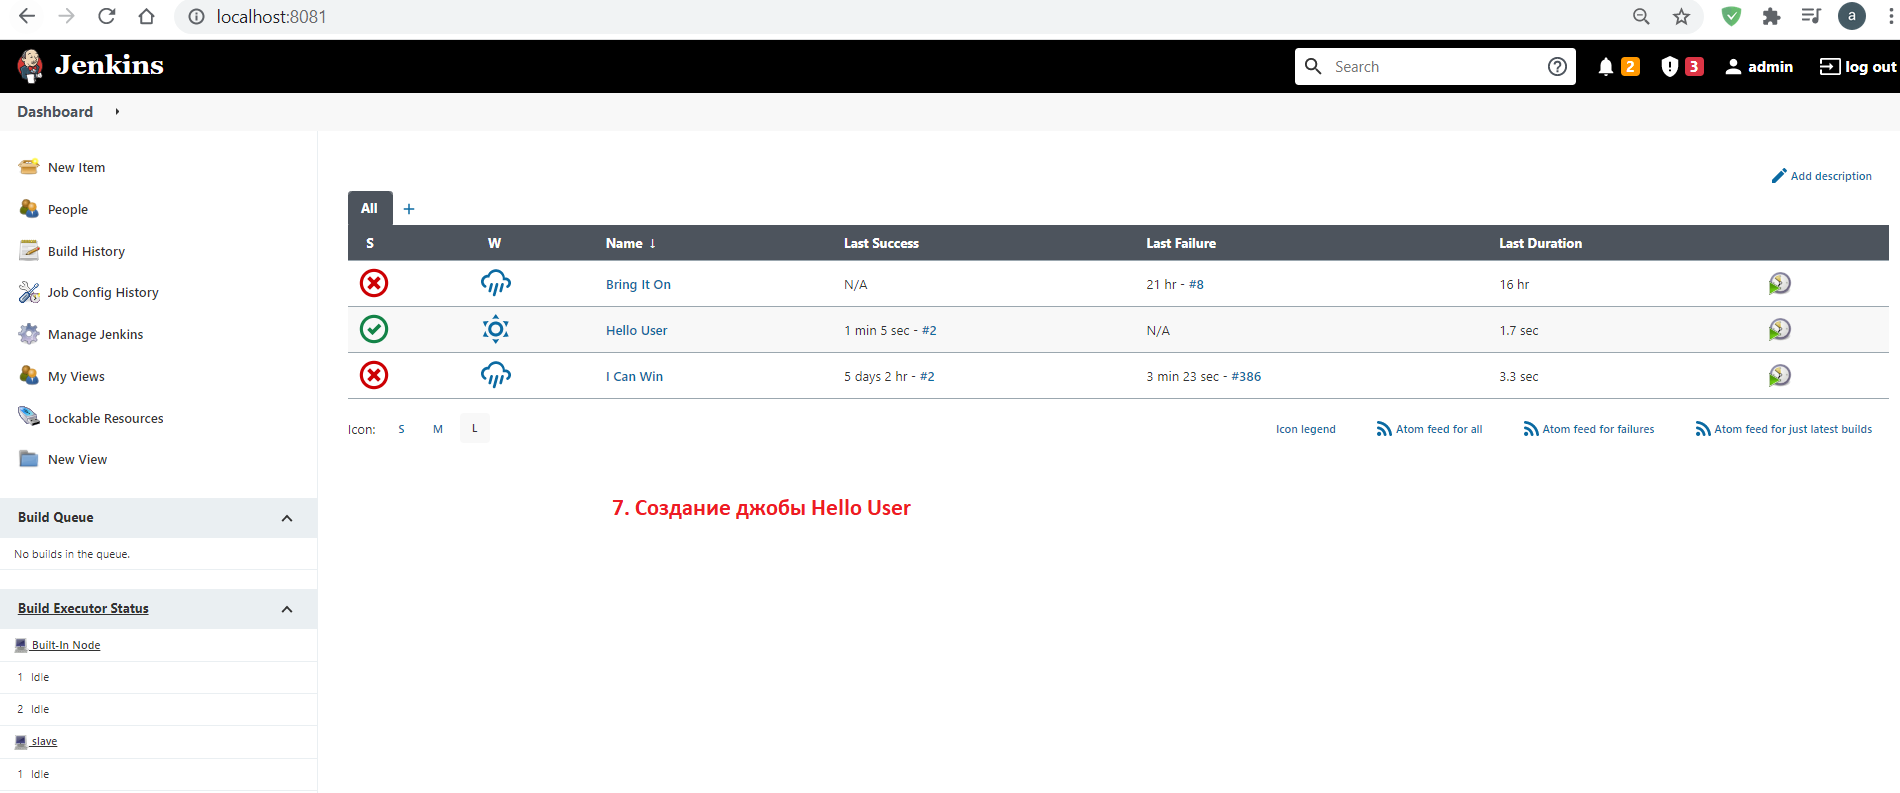 localhost:8081
a
Jenkins
Search
2
3
admin
log out
Dashboard
New Item
People
Build History
Job Config History
Manage Jenkins
My Views
Lockable Resources
New View
Build Queue
No builds in the queue.
Build Executor Status
Built-In Node
1 Idle
2 Idle
slave
1 Idle
Add description
All +
S W Name ↓ Last Success Last Failure Last Duration
Bring It On N/A 21 hr - #8 16 hr
Hello User 1 min 5 sec - #2 N/A 1.7 sec
I Can Win 5 days 2 hr - #2 3 min 23 sec - #386 3.3 sec
Icon: S M L
Icon legend Atom feed for all Atom feed for failures Atom feed for just latest builds
7. Создание джобы Hello User